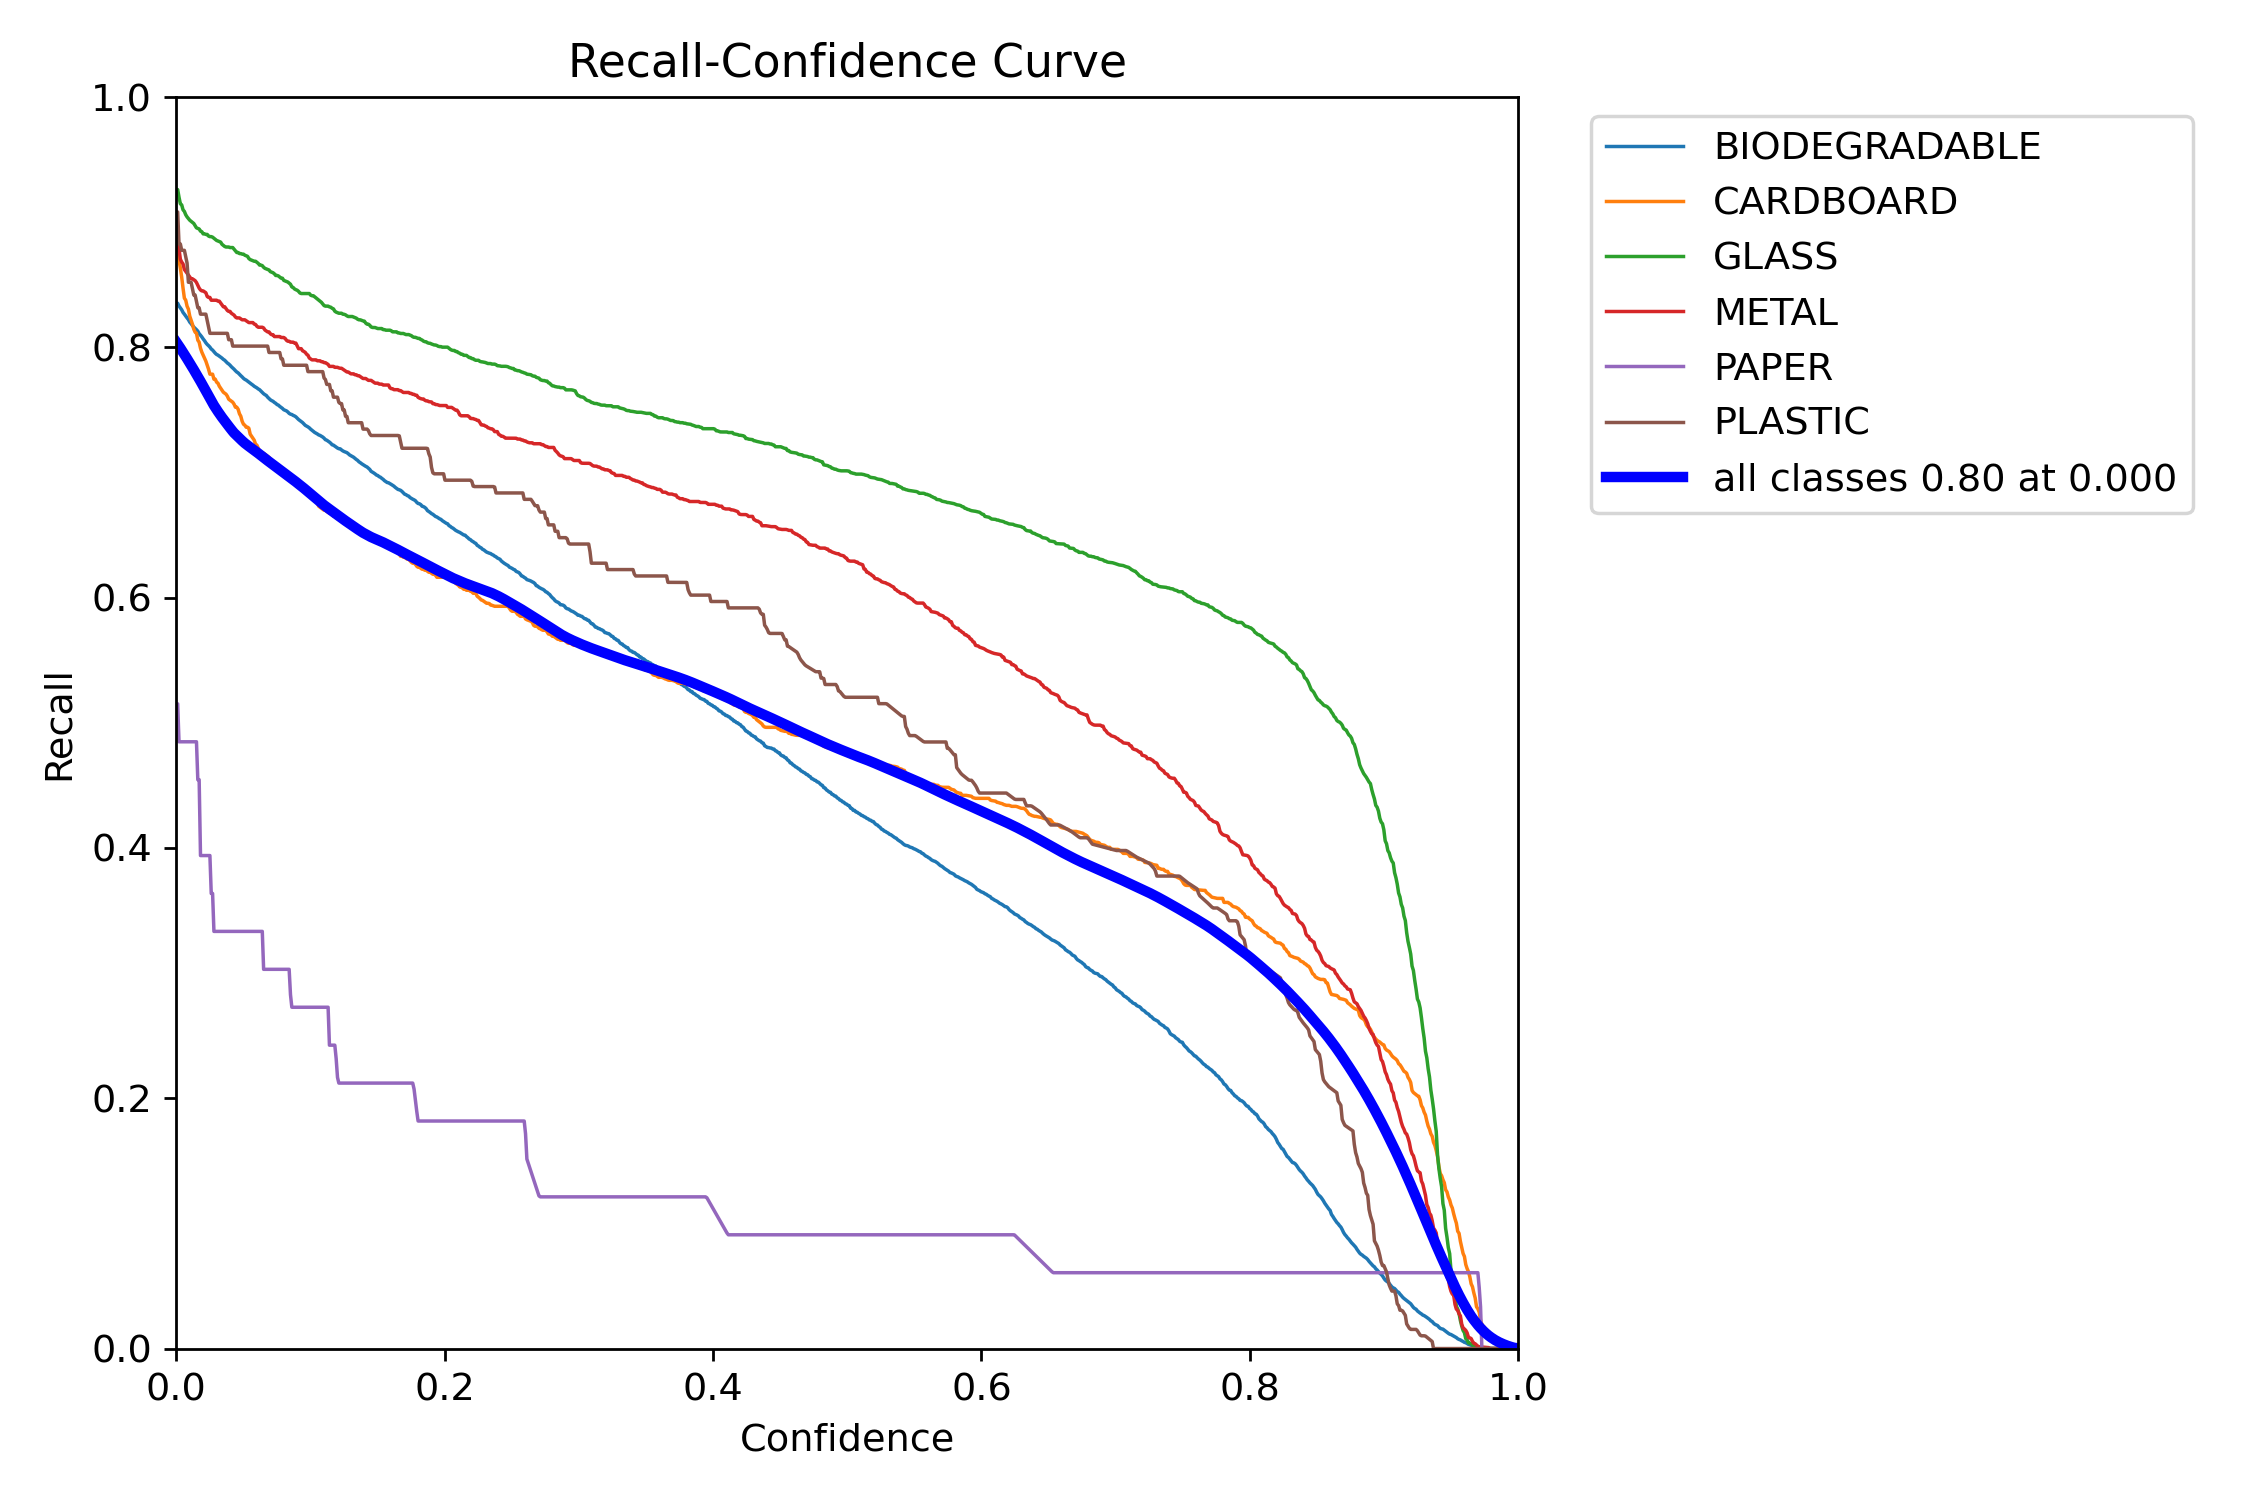 Recall-Confidence Curve
1.0
0.8
0.6
0.4
0.2
0.0
Recall
0.0 0.2 0.4 0.6 0.8 1.0
Confidence
BIODEGRADABLE
CARDBOARD
GLASS
METAL
PAPER
PLASTIC
all classes 0.80 at 0.000